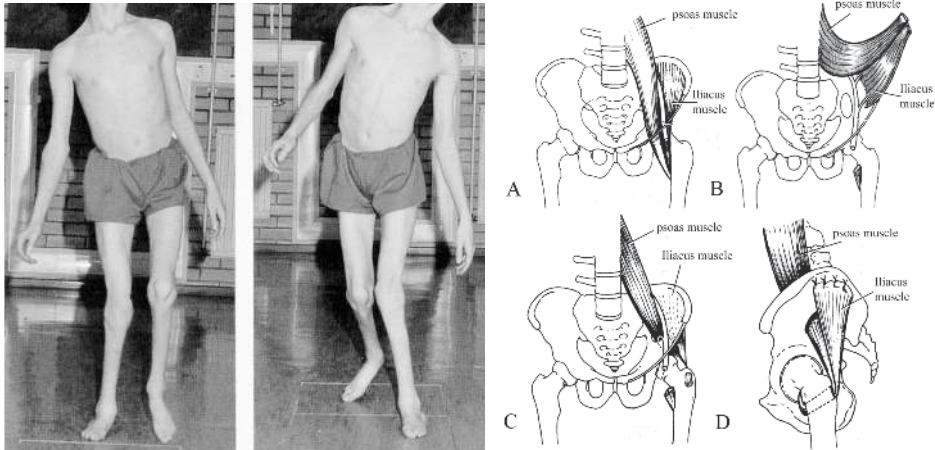 psoas muscle
Iliacus
muscle
A
psoas muscle
Iliacus
muscle
B
psoas muscle
Iliacus muscle
C
psoas muscle
Iliacus
muscle
D